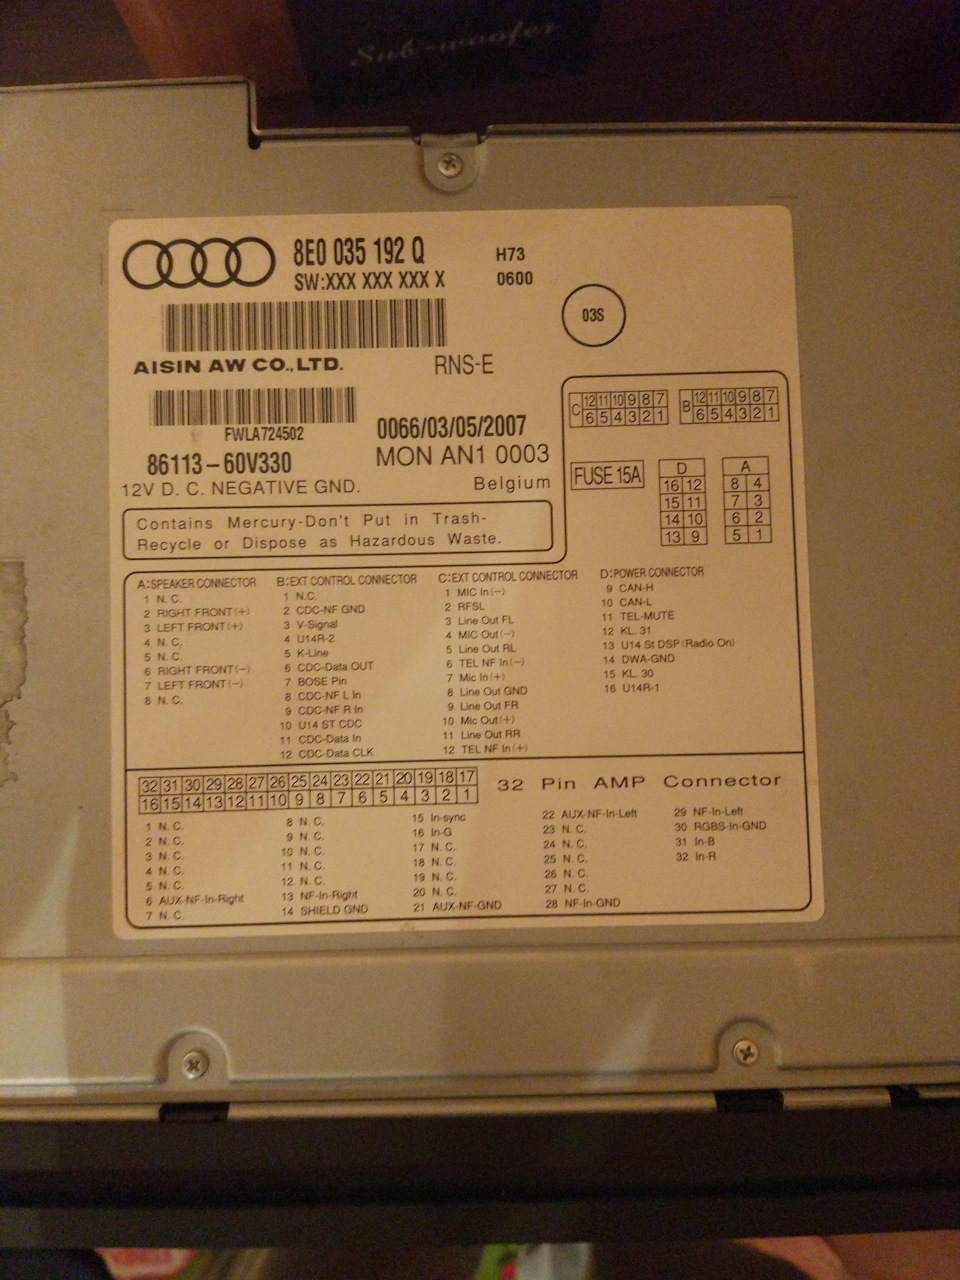 Sub-woofer
8E0 035 192 Q
H73
SW:XXX XXX XXX X
0600
03S
AISIN AW CO.,LTD.
RNS-E
FWLA724502
0066/03/05/2007
86113-60V330
MON AN1 0003
12V D. C. NEGATIVE GND.
Belgium
Contains Mercury-Don't Put in Trash-
Recycle or Dispose as Hazardous Waste.
C 12 11 10 9 8 7
6 5 4 3 2 1
B 12 11 10 9 8 7
6 5 4 3 2 1
FUSE 15A
D
16 12
15 11
14 10
13 9
A
8 4
7 3
6 2
5 1
A:SPEAKER CONNECTOR
1 N. C.
2 RIGHT FRONT(+)
3 LEFT FRONT(+)
4 N. C.
5 N. C.
6 RIGHT FRONT(-)
7 LEFT FRONT(-)
8 N. C.
B:EXT CONTROL CONNECTOR
1 N.C.
2 CDC-NF GND
3 V-Signal
4 U14R-2
5 K-Line
6 CDC-Data OUT
7 BOSE Pin
8 CDC-NF L In
9 CDC-NF R In
10 U14 ST CDC
11 CDC-Data In
12 CDC-Data CLK
C:EXT CONTROL CONNECTOR
1 MIC In(-)
2 RFSL
3 Line Out FL
4 MIC Out(-)
5 Line Out RL
6 TEL NF In(-)
7 Mic In(+)
8 Line Out GND
9 Line Out FR
10 Mic Out(+)
11 Line Out RR
12 TEL NF In(+)
D:POWER CONNECTOR
9 CAN-H
10 CAN-L
11 TEL-MUTE
12 KL. 31
13 U14 St DSP (Radio On)
14 DWA-GND
15 KL. 30
16 U14R-1
32 31 30 29 28 27 26 25 24 23 22 21 20 19 18 17
16 15 14 13 12 11 10 9 8 7 6 5 4 3 2 1
32 Pin AMP Connector
1 N. C.
2 N. C.
3 N. C.
4 N. C.
5 N. C.
6 AUX-NF-In-Right
7 N. C.
8 N. C.
9 N. C.
10 N. C.
11 N. C.
12 N. C.
13 NF-In-Right
14 SHIELD GND
15 In-sync
16 In-G
17 N. C.
18 N. C.
19 N. C.
20 N. C.
21 AUX-NF-GND
22 AUX-NF-In-Left
23 N. C.
24 N. C.
25 N. C.
26 N. C.
27 N. C.
28 NF-In-GND
29 NF-In-Left
30 RGBS-In-GND
31 In-B
32 In-R